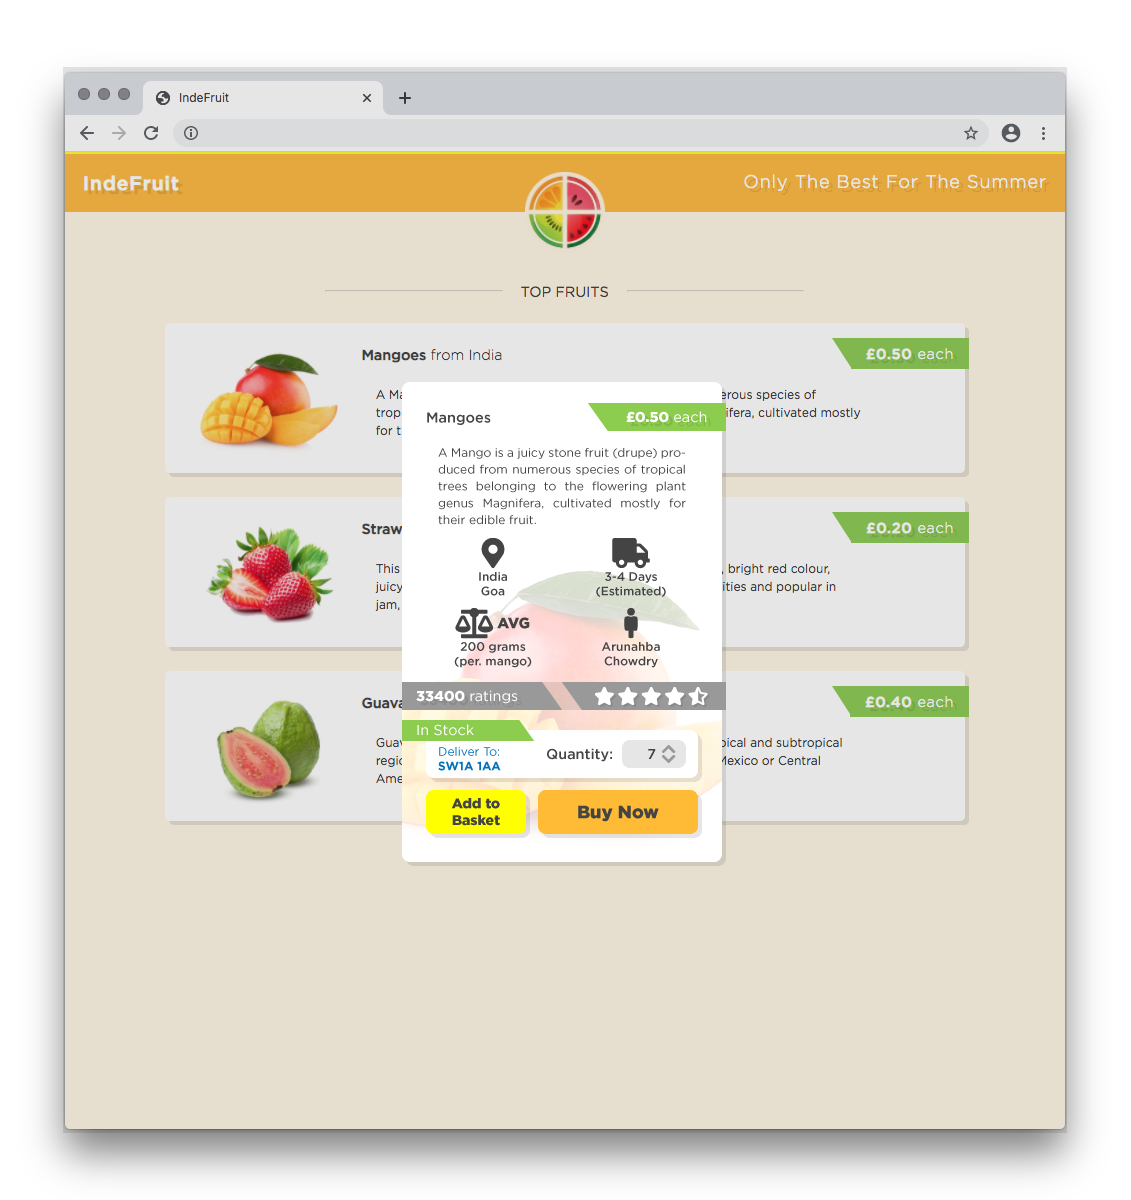 IndeFruit
IndeFruit
Only The Best For The Summer
TOP FRUITS
Mangoes from India
£0.50 each
A Ma
erous species of
trop
ifera, cultivated mostly
for t
Mangoes
£0.50 each
A Mango is a juicy stone fruit (drupe) pro-
duced from numerous species of tropical
trees belonging to the flowering plant
genus Magnifera, cultivated mostly for
their edible fruit.
India
Goa
3-4 Days
(Estimated)
AVG
200 grams
(per. mango)
Arunahba
Chowdry
33400 ratings
In Stock
Deliver To:
SW1A 1AA
Quantity: 7
Add to
Basket
Buy Now
Straw
£0.20 each
This
, bright red colour,
juicy
ities and popular in
jam,
Guava
£0.40 each
Guav
pical and subtropical
regio
Mexico or Central
Ame